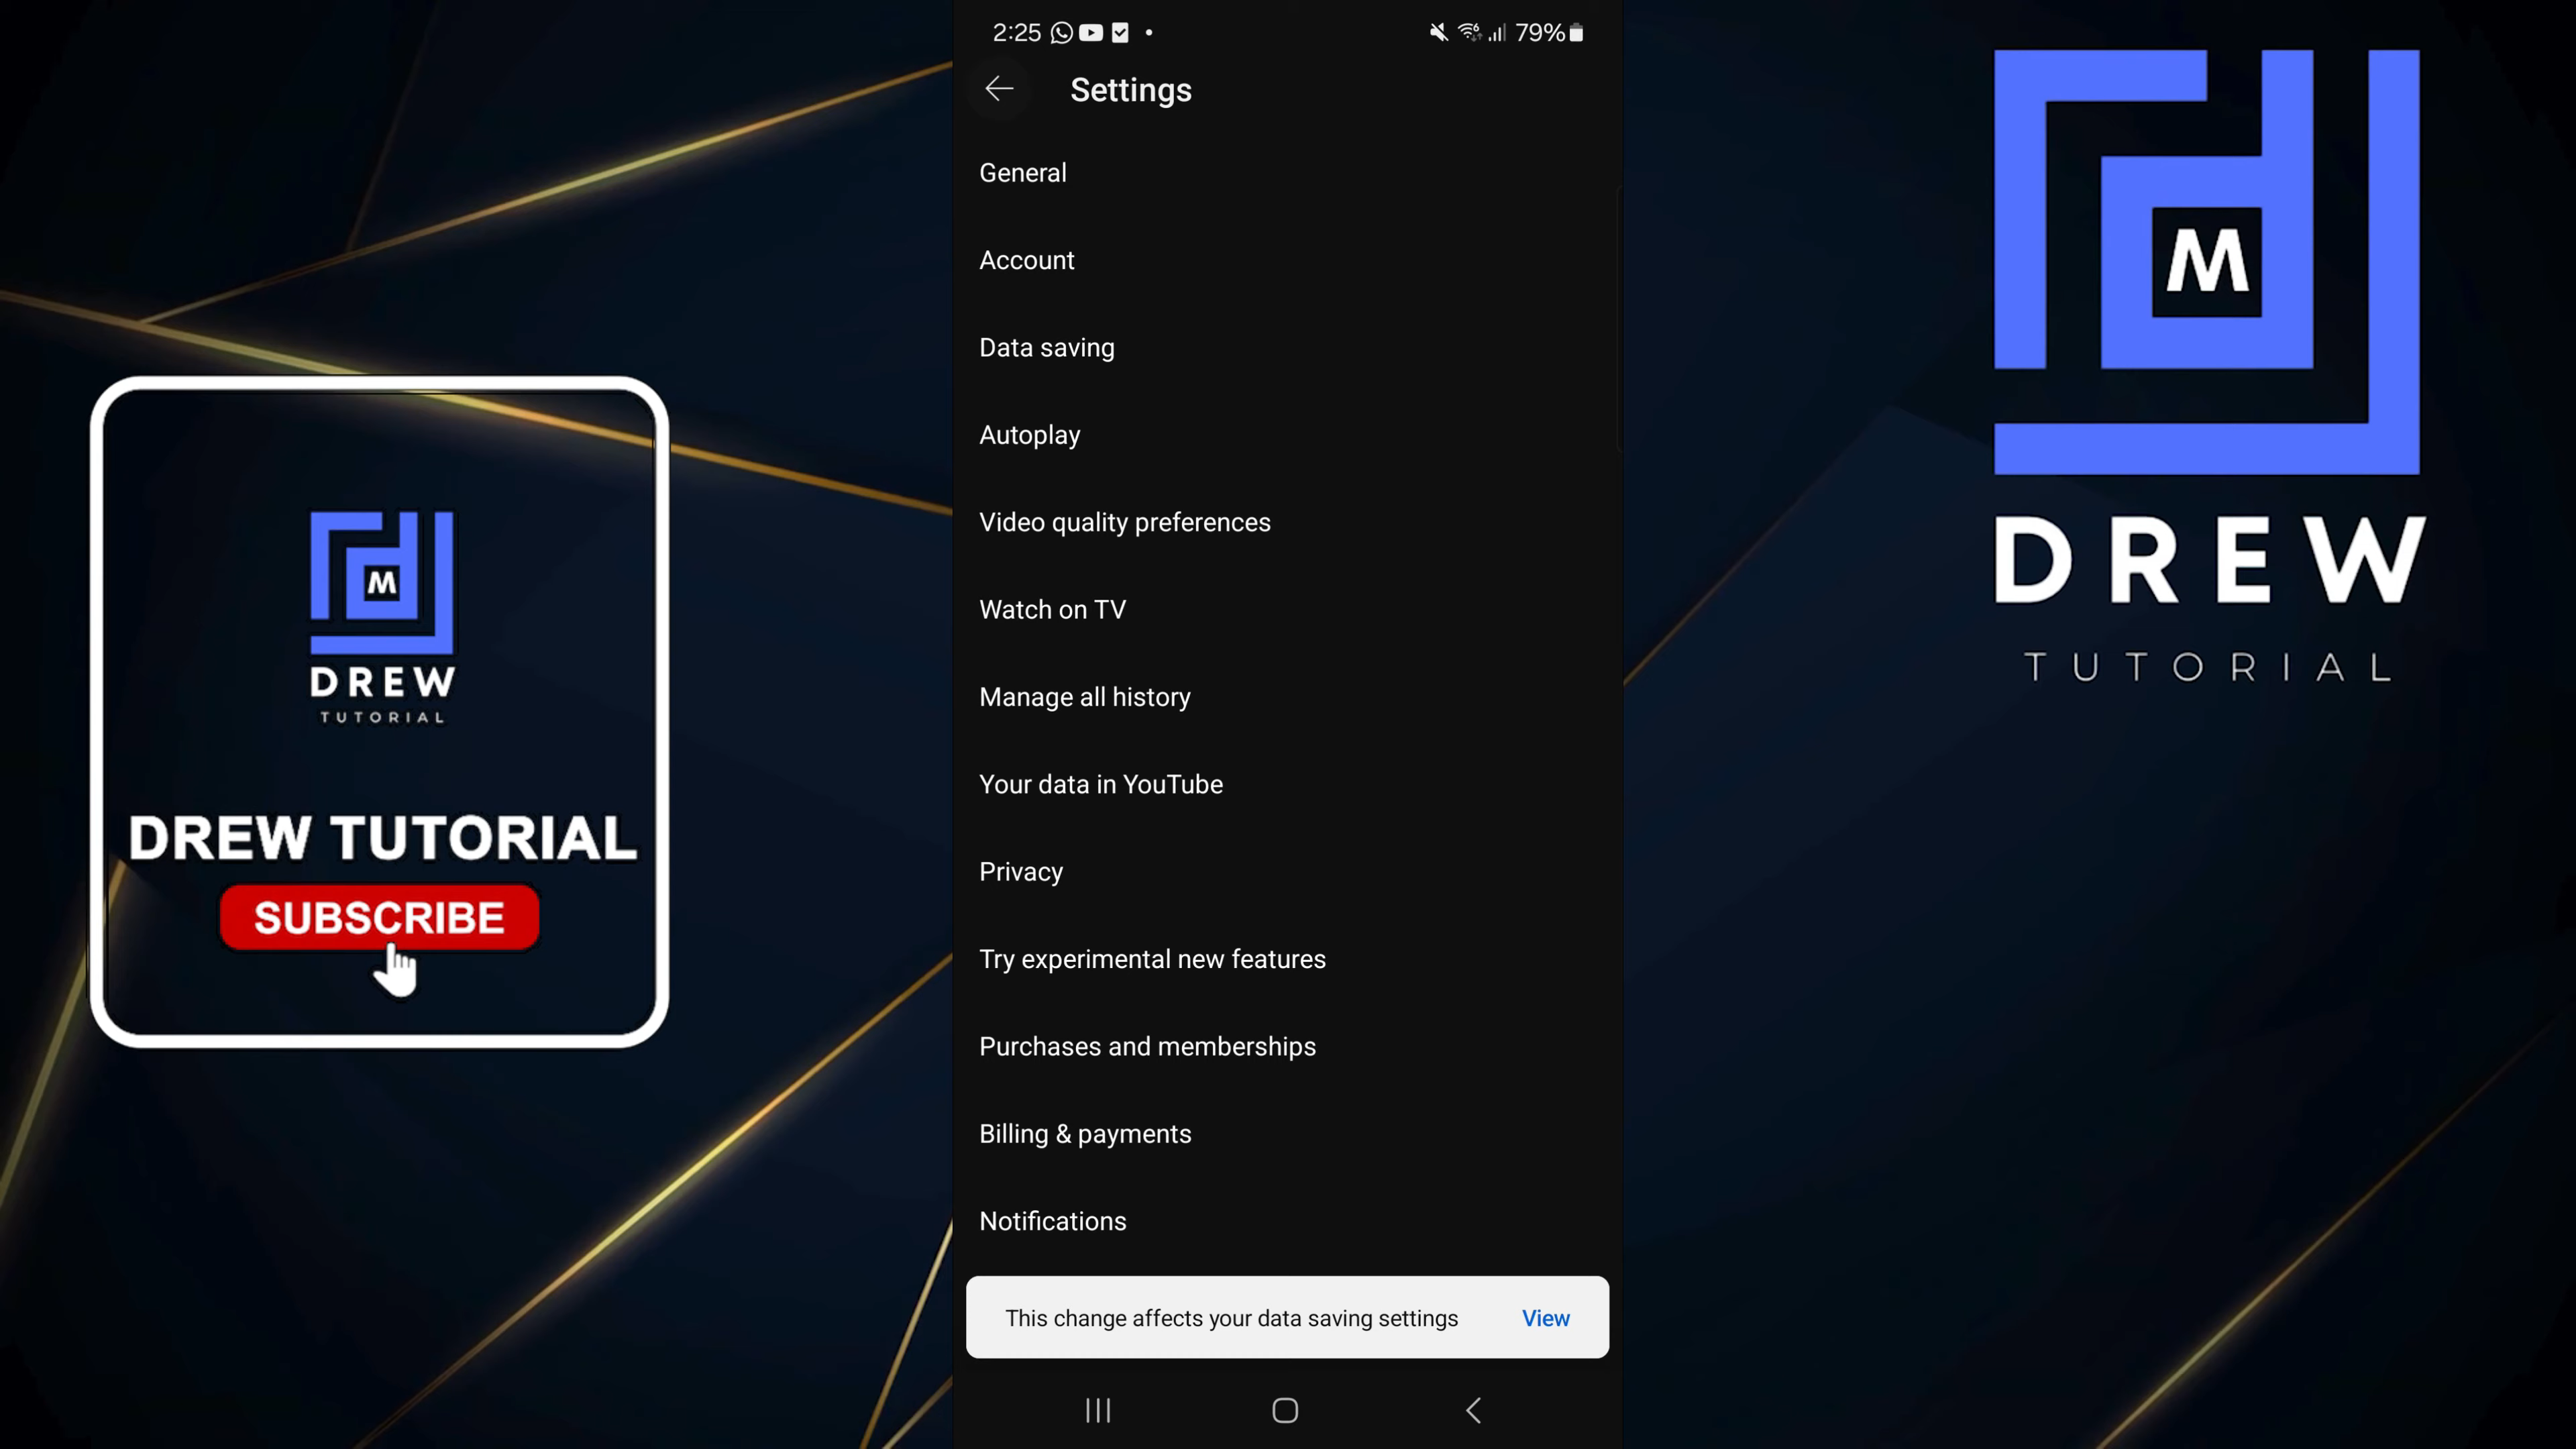 M
DREW
TUTORIAL
DREW TUTORIAL
SUBSCRIBE
2:25
79%
Settings
General
Account
Data saving
Autoplay
Video quality preferences
Watch on TV
Manage all history
Your data in YouTube
Privacy
Try experimental new features
Purchases and memberships
Billing & payments
Notifications
This change affects your data saving settings View
M
DREW
TUTORIAL